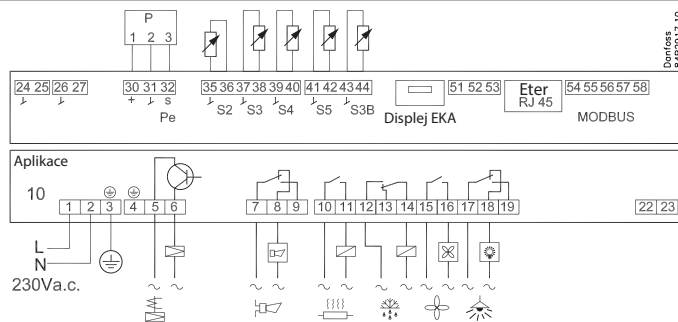 P
1 2 3
Danfoss
84B2917.10
24 25 26 27 30 31 32 35 36 37 38 39 40 41 42 43 44 51 52 53 54 55 56 57 58
+ s S2 S3 S4 S5 S3B
Pe
Displej EKA
Eter
RJ 45
MODBUS
Aplikace
10
1 2 3 4 5 6 7 8 9 10 11 12 13 14 15 16 17 18 19 22 23
L
N
230Va.c.